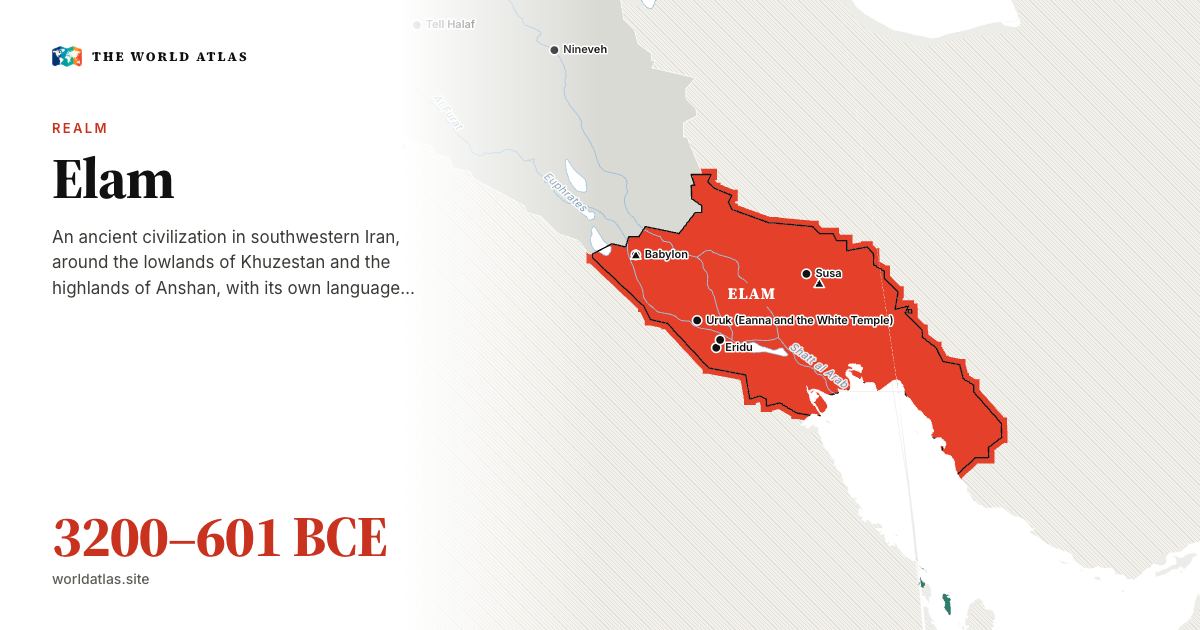 THE WORLD ATLAS
REALM
Elam
An ancient civilization in southwestern Iran,
around the lowlands of Khuzestan and the
highlands of Anshan, with its own language...
3200–601 BCE
worldatlas.site
Tell Halaf
Nineveh
Al Furat
Euphrates
Babylon
Susa
ELAM
Uruk (Eanna and the White Temple)
Eridu
Shatt al Arab